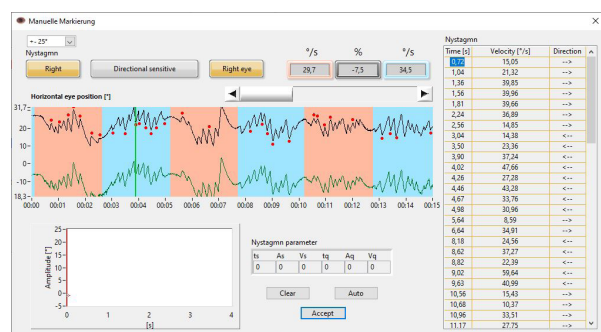 Manuelle Markierung
+- 25°
Nystagmn
Right
Directional sensitive
Right eye
°/s % °/s
29,7 -7,5 34,5
Horizontal eye position [°]
31,7
20
10
0
-10
-18,3
00:00 00:01 00:02 00:03 00:04 00:05 00:06 00:07 00:08 00:09 00:10 00:11 00:12 00:13 00:14 00:15
25
20
15
10
5
0
-5
Amplitude [°]
0 1 2 3 4
[s]
Nystagmn parameter
ts As Vs tq Aq Vq
0 0 0 0 0 0
Clear
Auto
Accept
Nystagmn
Time [s] Velocity [°/s] Direction
0,72 15,05 -->
1,04 21,32 -->
1,36 39,85 -->
1,56 39,96 -->
1,81 39,66 -->
2,24 36,89 -->
2,56 14,85 -->
3,04 14,38 <--
3,50 23,36 <--
3,90 37,24 <--
4,02 47,66 <--
4,26 27,28 <--
4,46 43,28 <--
4,67 33,76 <--
4,98 30,96 <--
5,64 8,59 -->
6,64 34,91 -->
8,18 24,56 <--
8,62 37,27 <--
8,82 22,39 <--
9,02 59,64 <--
9,63 40,99 <--
10,56 15,43 -->
10,68 10,37 -->
10,96 33,51 -->
11,17 27,75 -->